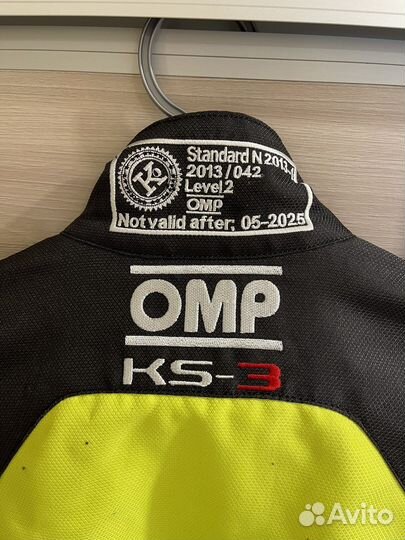 Standard N 2013-1
2013/042
Level 2
OMP
Not valid after; 05-2025
OMP
KS-3
Avito